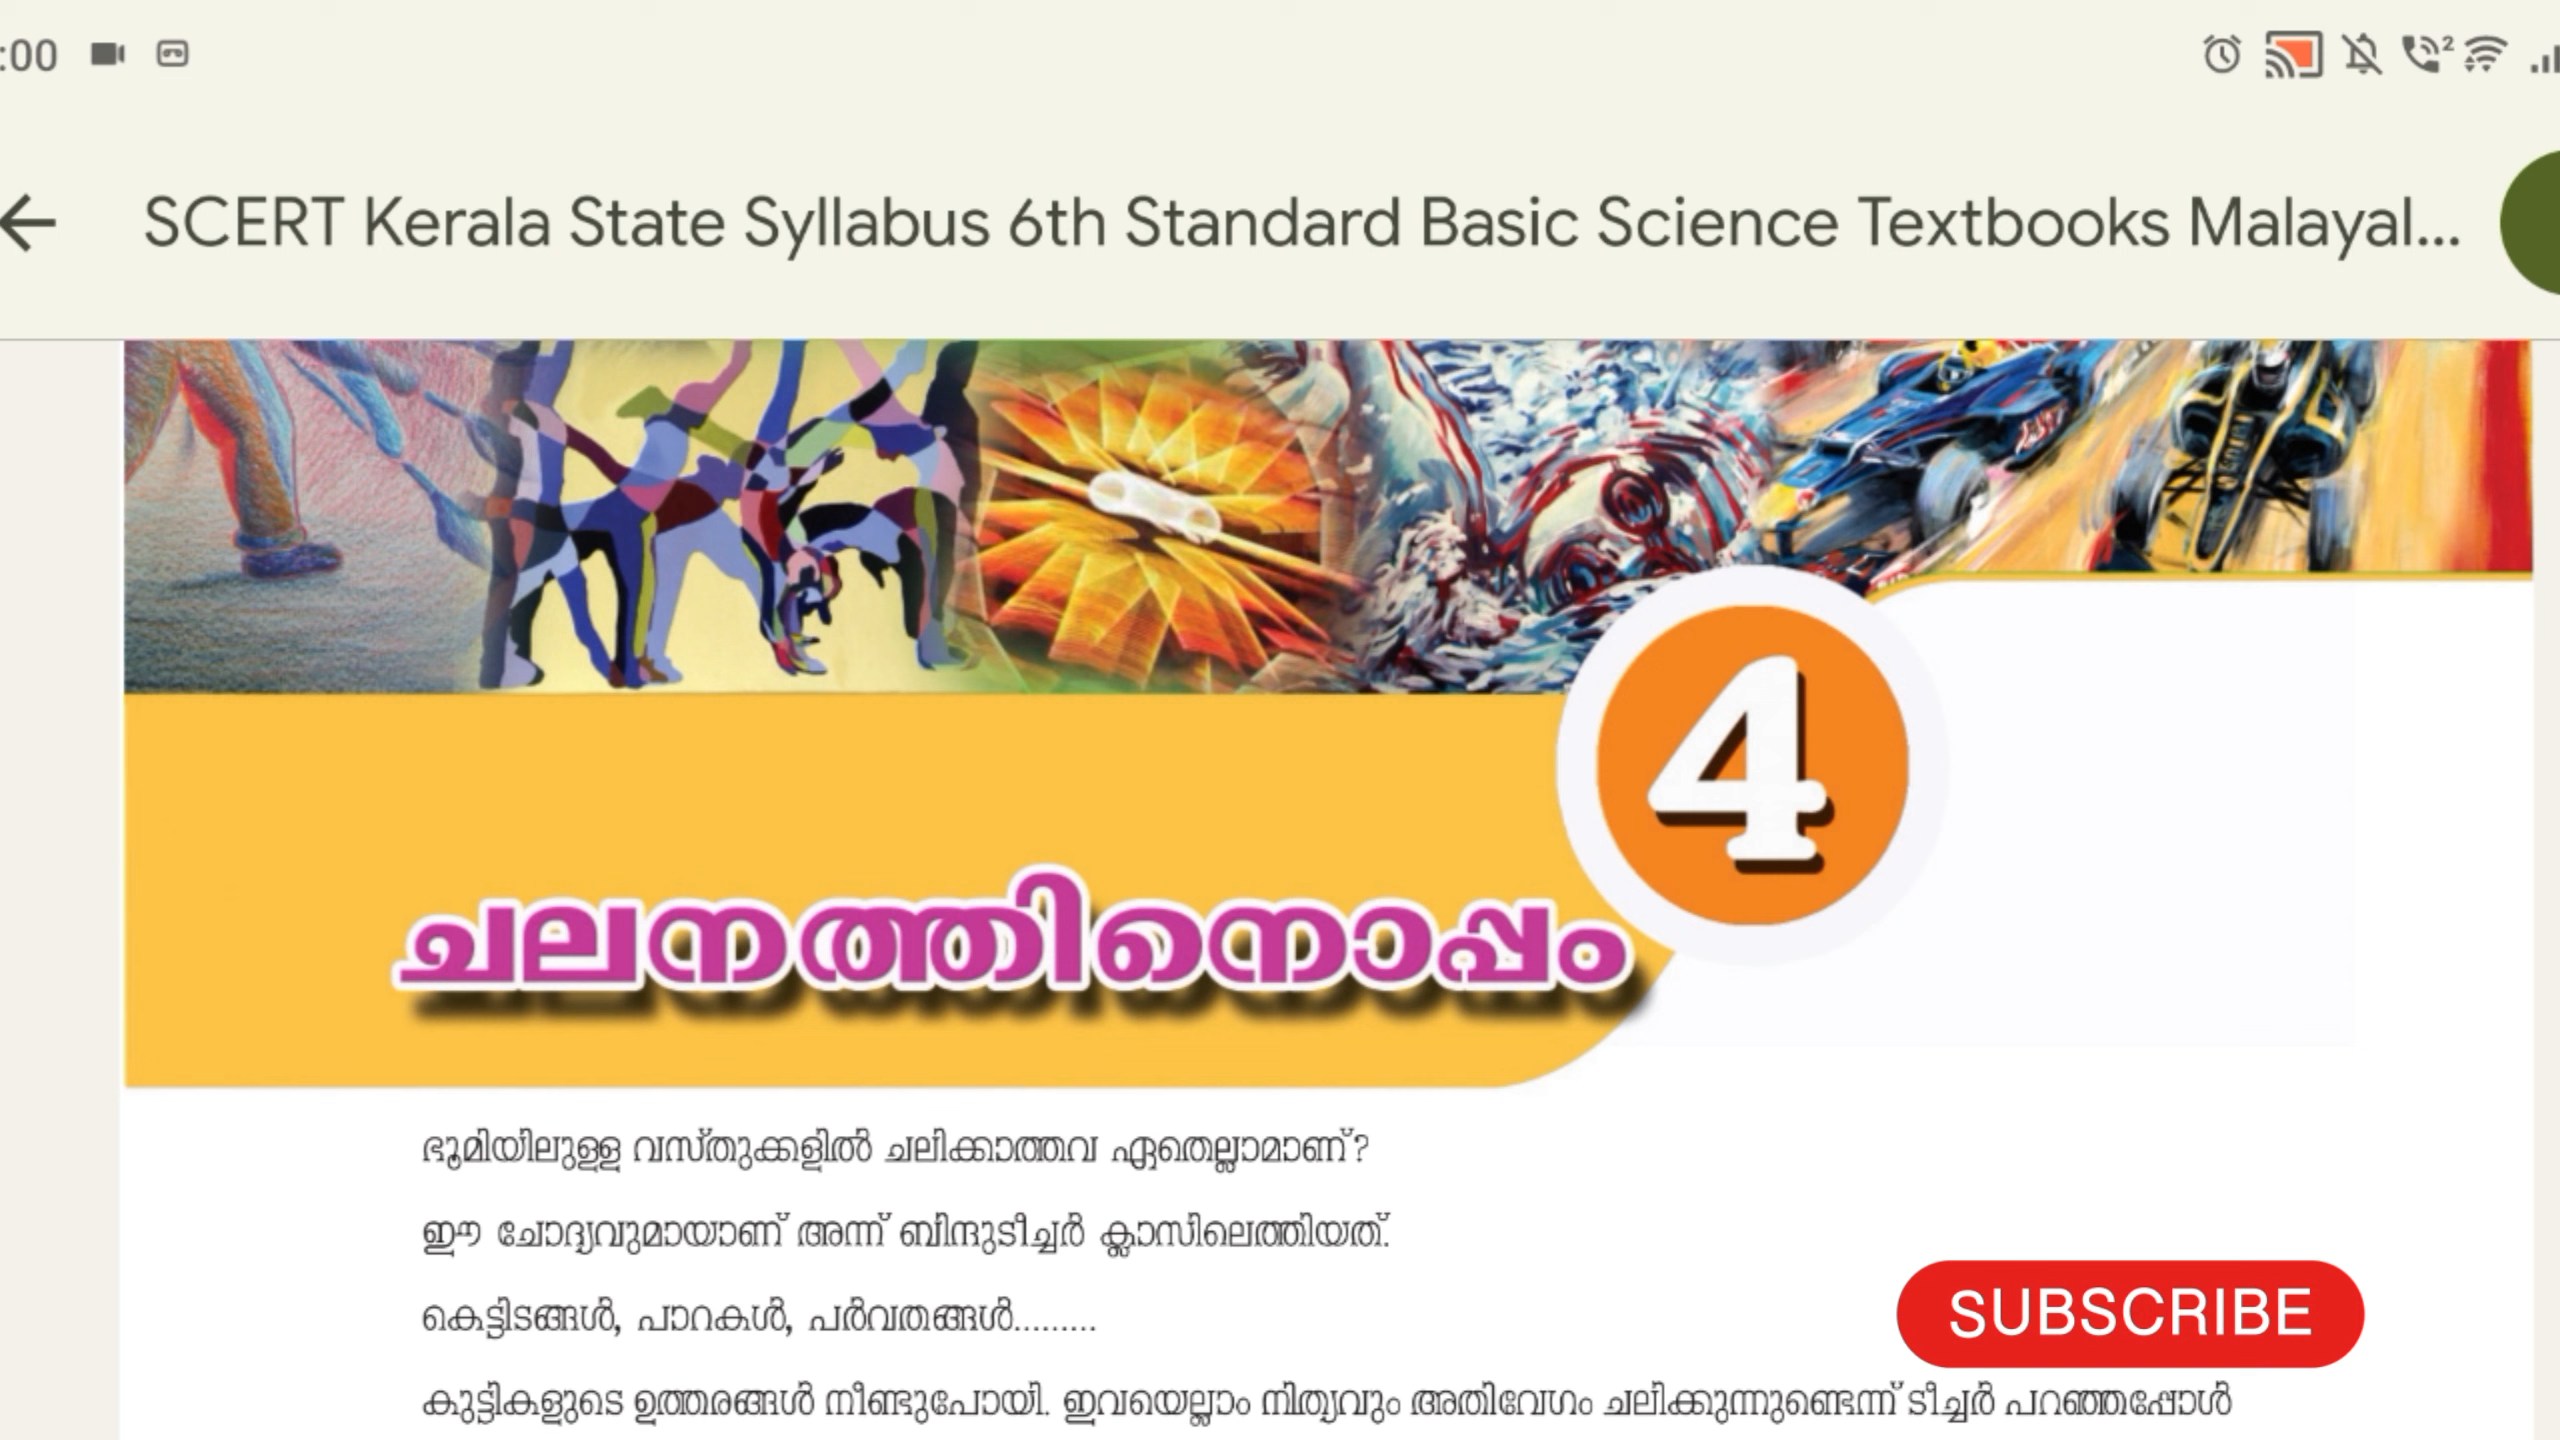 :00
SCERT Kerala State Syllabus 6th Standard Basic Science Textbooks Malayal...
4
ചലനത്തിനൊപ്പം
ഭൂമിയിലുള്ള വസ്തുക്കളിൽ ചലിക്കാത്തവ ഏതെല്ലാമാണ്?
ഈ ചോദ്യവുമായാണ് അന്ന് ബിന്ദുടീച്ചർ ക്ലാസിലെത്തിയത്.
കെട്ടിടങ്ങൾ, പാറകൾ, പർവതങ്ങൾ.........
SUBSCRIBE
കുട്ടികളുടെ ഉത്തരങ്ങൾ നീണ്ടുപോയി. ഇവയെല്ലാം നിത്യവും അതിവേഗം ചലിക്കുന്നുണ്ടെന്ന് ടീച്ചർ പറഞ്ഞപ്പോൾ